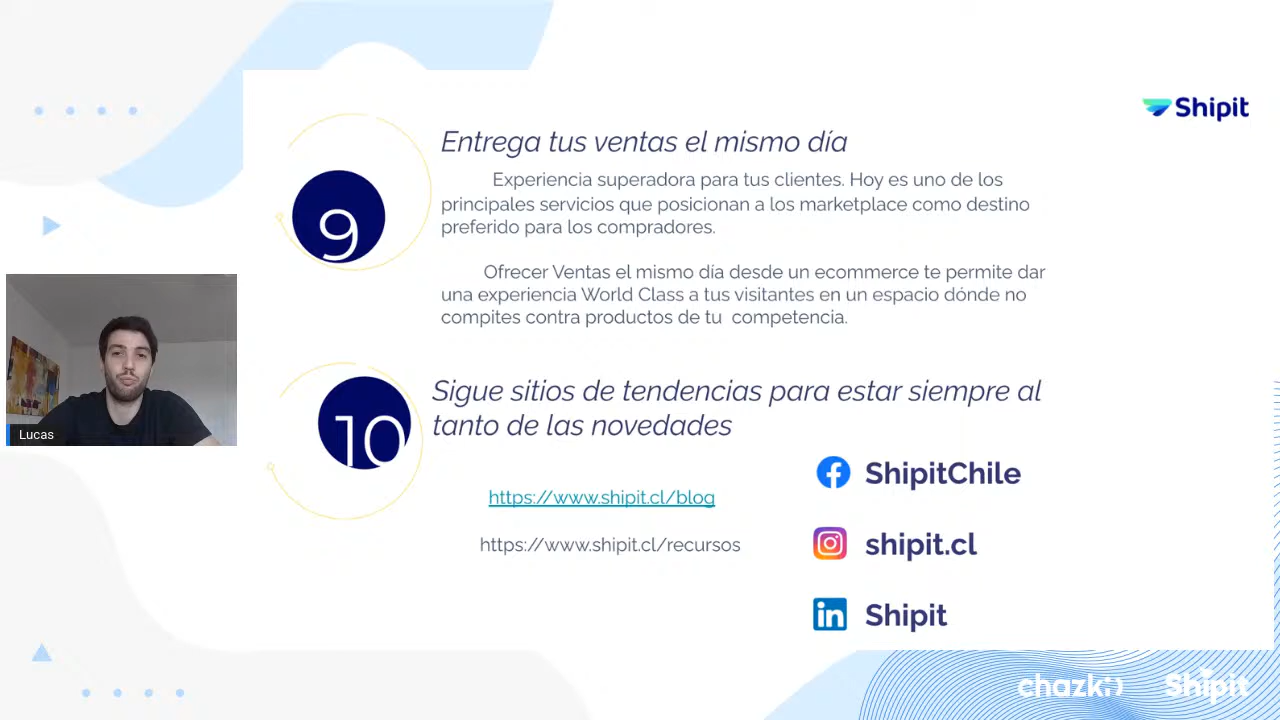 Shipit
9
Entrega tus ventas el mismo día
Experiencia superadora para tus clientes. Hoy es uno de los
principales servicios que posicionan a los marketplace como destino
preferido para los compradores.
Ofrecer Ventas el mismo día desde un ecommerce te permite dar
una experiencia World Class a tus visitantes en un espacio dónde no
compites contra productos de tu competencia.
Lucas
10
Sigue sitios de tendencias para estar siempre al
tanto de las novedades
https://www.shipit.cl/blog
https://www.shipit.cl/recursos
ShipitChile
shipit.cl
in Shipit
chazki Shipit